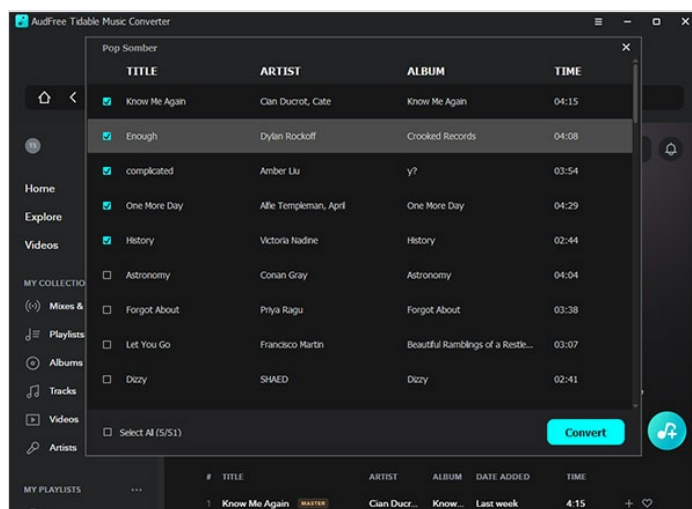 AudFree Tidable Music Converter
Pop Somber
TITLE ARTIST ALBUM TIME
Know Me Again Cian Ducrot, Cate Know Me Again 04:15
Enough Dylan Rockoff Crooked Records 04:08
complicated Amber Liu y? 03:54
One More Day Alfie Templeman, April One More Day 04:29
History Victoria Nadine History 02:44
Astronomy Conan Gray Astronomy 04:04
Forgot About Priya Ragu Forgot About 03:38
Let You Go Francisco Martin Beautiful Ramblings of a Restle... 03:07
Dizzy SHAED Dizzy 02:41
Select All (5/51)
Convert
TS
Home
Explore
Videos
MY COLLECTIO
Mixes &
Playlists
Albums
Tracks
Videos
Artists
MY PLAYLISTS
# TITLE ARTIST ALBUM DATE ADDED TIME
1 Know Me Again MASTER Cian Ducr... Know... Last week 4:15